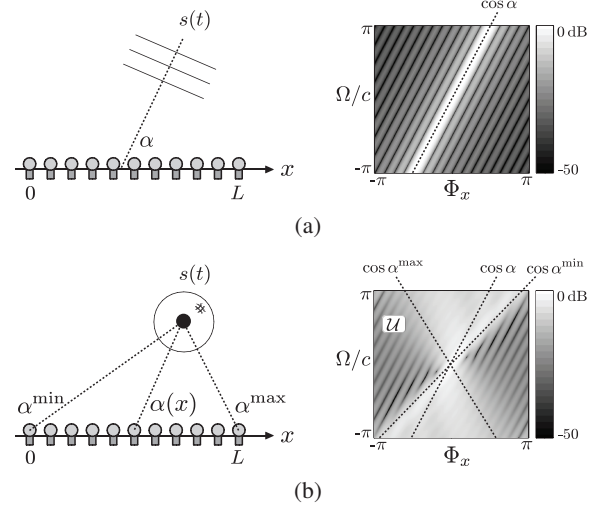 s(t)
α
0 L x
cos α
π
Ω/c
-π
-π Φₓ π
0 dB
-50
(a)
s(t)
α^min α(x) α^max
0 L x
cos α^max cos α cos α^min
π
𝒰
Ω/c
-π
-π Φₓ π
0 dB
-50
(b)